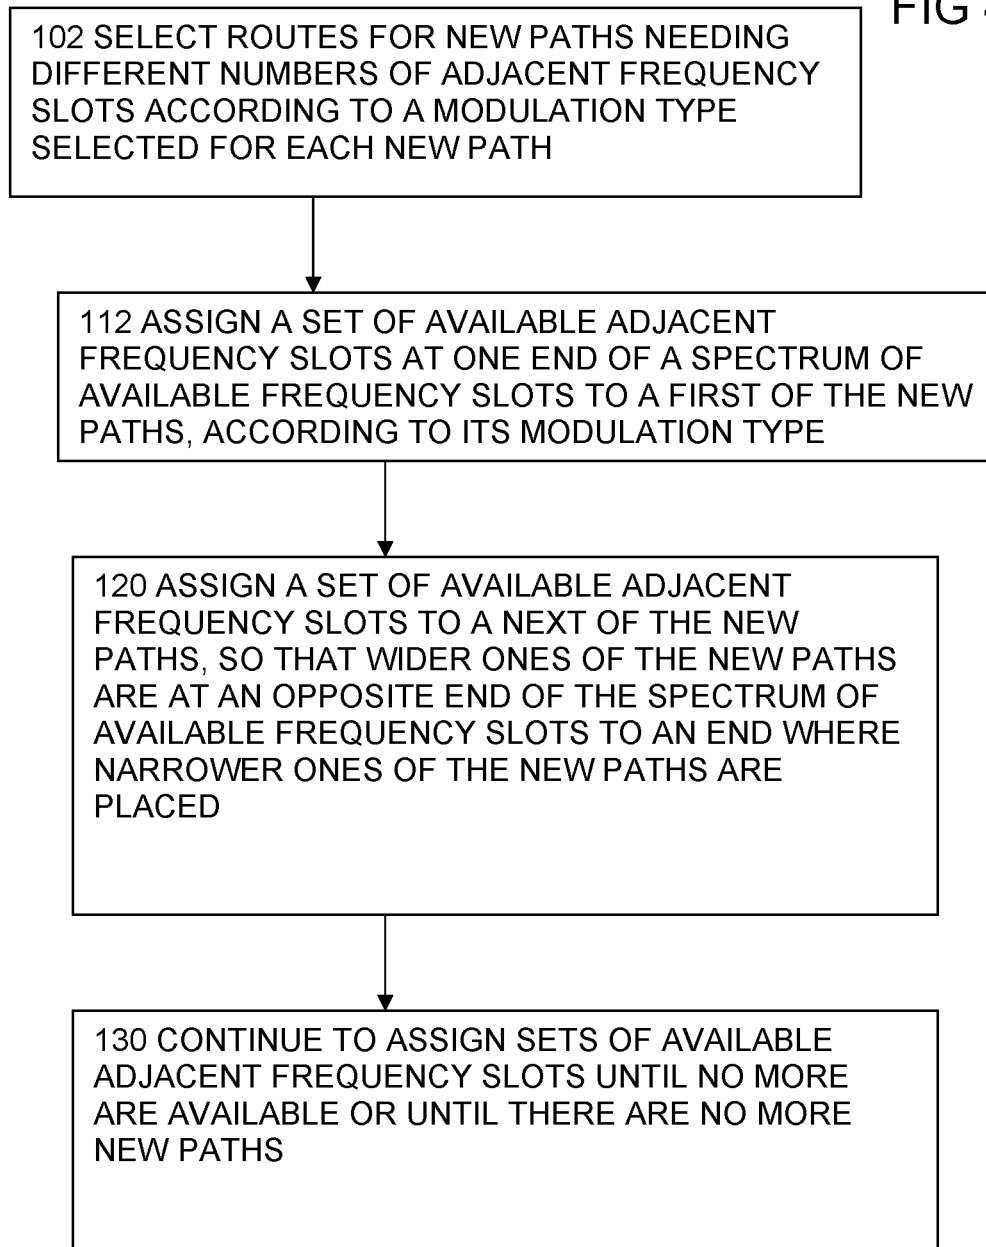 FIG 4
102 SELECT ROUTES FOR NEW PATHS NEEDING
DIFFERENT NUMBERS OF ADJACENT FREQUENCY
SLOTS ACCORDING TO A MODULATION TYPE
SELECTED FOR EACH NEW PATH
112 ASSIGN A SET OF AVAILABLE ADJACENT
FREQUENCY SLOTS AT ONE END OF A SPECTRUM OF
AVAILABLE FREQUENCY SLOTS TO A FIRST OF THE NEW
PATHS, ACCORDING TO ITS MODULATION TYPE
120 ASSIGN A SET OF AVAILABLE ADJACENT
FREQUENCY SLOTS TO A NEXT OF THE NEW
PATHS, SO THAT WIDER ONES OF THE NEW PATHS
ARE AT AN OPPOSITE END OF THE SPECTRUM OF
AVAILABLE FREQUENCY SLOTS TO AN END WHERE
NARROWER ONES OF THE NEW PATHS ARE
PLACED
130 CONTINUE TO ASSIGN SETS OF AVAILABLE
ADJACENT FREQUENCY SLOTS UNTIL NO MORE
ARE AVAILABLE OR UNTIL THERE ARE NO MORE
NEW PATHS